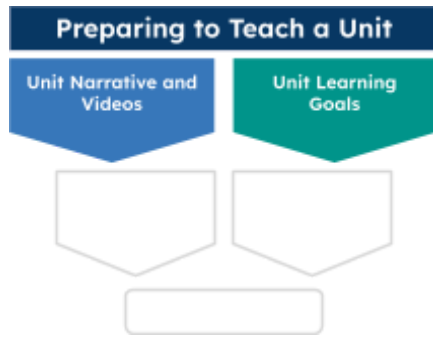 Preparing to Teach a Unit
Unit Narrative and
Videos
Unit Learning
Goals